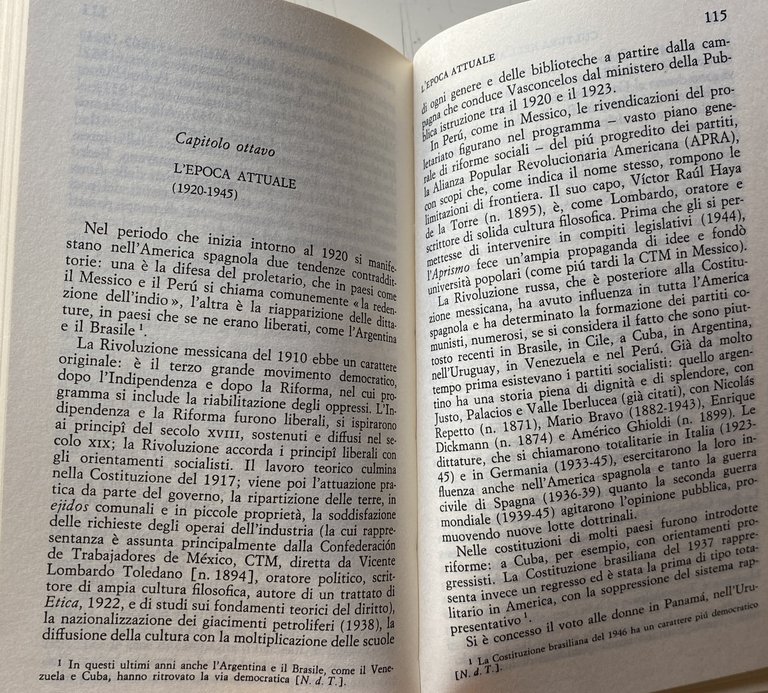 Capitolo ottavo
L'EPOCA ATTUALE
(1920-1945)
Nel periodo che inizia intorno al 1920 si manife-
stano nell'America spagnola due tendenze contraddit-
torie: una è la difesa del proletario, che in paesi come
il Messico e il Perú si chiama comunemente « la reden-
zione dell'indio », l'altra è la riapparizione delle ditta-
ture, in paesi che se ne erano liberati, come l'Argentina
e il Brasile ¹.
La Rivoluzione messicana del 1910 ebbe un carattere
originale: è il terzo grande movimento democratico,
dopo l'Indipendenza e dopo la Riforma, nel cui pro-
gramma si include la riabilitazione degli oppressi. L'In-
dipendenza e la Riforma furono liberali, si ispirarono
ai principî del secolo XVIII, sostenuti e diffusi nel se-
colo XIX; la Rivoluzione accorda i principî liberali con
gli orientamenti socialisti. Il lavoro teorico culmina
nella Costituzione del 1917; viene poi l'attuazione pra-
tica da parte del governo, la ripartizione delle terre, in
ejidos comunali e in piccole proprietà, la soddisfazione
delle richieste degli operai dell'industria (la cui rappre-
sentanza è assunta principalmente dalla Confederación
de Trabajadores de México, CTM, diretta da Vicente
Lombardo Toledano [n. 1894], oratore politico, scrit-
tore di ampia cultura filosofica, autore di un trattato di
Etica, 1922, e di studi sui fondamenti teorici del diritto),
la nazionalizzazione dei giacimenti petroliferi (1938), la
diffusione della cultura con la moltiplicazione delle scuole
1 In questi ultimi anni anche l'Argentina e il Brasile, come il Vene-
zuela e Cuba, hanno ritrovato la via democratica [N. d. T.].
L'EPOCA ATTUALE 115
di ogni genere e delle biblioteche a partire dalla cam-
pagna che conduce Vasconcelos dal ministero della Pub-
blica istruzione tra il 1920 e il 1923.
In Perú, come in Messico, le rivendicazioni del pro-
letariato figurano nel programma – vasto piano gene-
rale di riforme sociali – del piú progredito dei partiti,
la Alianza Popular Revolucionaria Americana (APRA),
con scopi che, come indica il nome stesso, rompono le
limitazioni di frontiera. Il suo capo, Víctor Raúl Haya
de la Torre (n. 1895), è, come Lombardo, oratore e
scrittore di solida cultura filosofica. Prima che gli si per-
mettesse di intervenire in compiti legislativi (1944),
l'Aprismo fece un'ampia propaganda di idee e fondò
università popolari (come piú tardi la CTM in Messico).
La Rivoluzione russa, che è posteriore alla Costitu-
zione messicana, ha avuto influenza in tutta l'America
spagnola e ha determinato la formazione dei partiti co-
munisti, numerosi, se si considera il fatto che sono piut-
tosto recenti in Brasile, in Cile, a Cuba, in Argentina,
nell'Uruguay, in Venezuela e nel Perú. Già da molto
tempo prima esistevano i partiti socialisti: quello argen-
tino ha una storia piena di dignità e di splendore, con
Justo, Palacios e Valle Iberlucea (già citati), con Nicolás
Repetto (n. 1871), Mario Bravo (1882-1943), Enrique
Dickmann (n. 1874) e Américo Ghioldi (n. 1899). Le
dittature, che si chiamarono totalitarie in Italia (1923-
45) e in Germania (1933-45), esercitarono la loro in-
fluenza anche nell'America spagnola e tanto la guerra
civile di Spagna (1936-39) quanto la seconda guerra
mondiale (1939-45) agitarono l'opinione pubblica, pro-
muovendo nuove lotte dottrinali.
Nelle costituzioni di molti paesi furono introdotte
riforme: a Cuba, per esempio, con orientamenti pro-
gressisti. La Costituzione brasiliana del 1937 rappre-
senta invece un regresso ed è stata la prima di tipo tota-
litario in America, con la soppressione del sistema rap-
presentativo ¹.
Si è concesso il voto alle donne in Panamá, nell'Uru-
1 La Costituzione brasiliana del 1946 ha un carattere piú democratico
[N. d. T.].